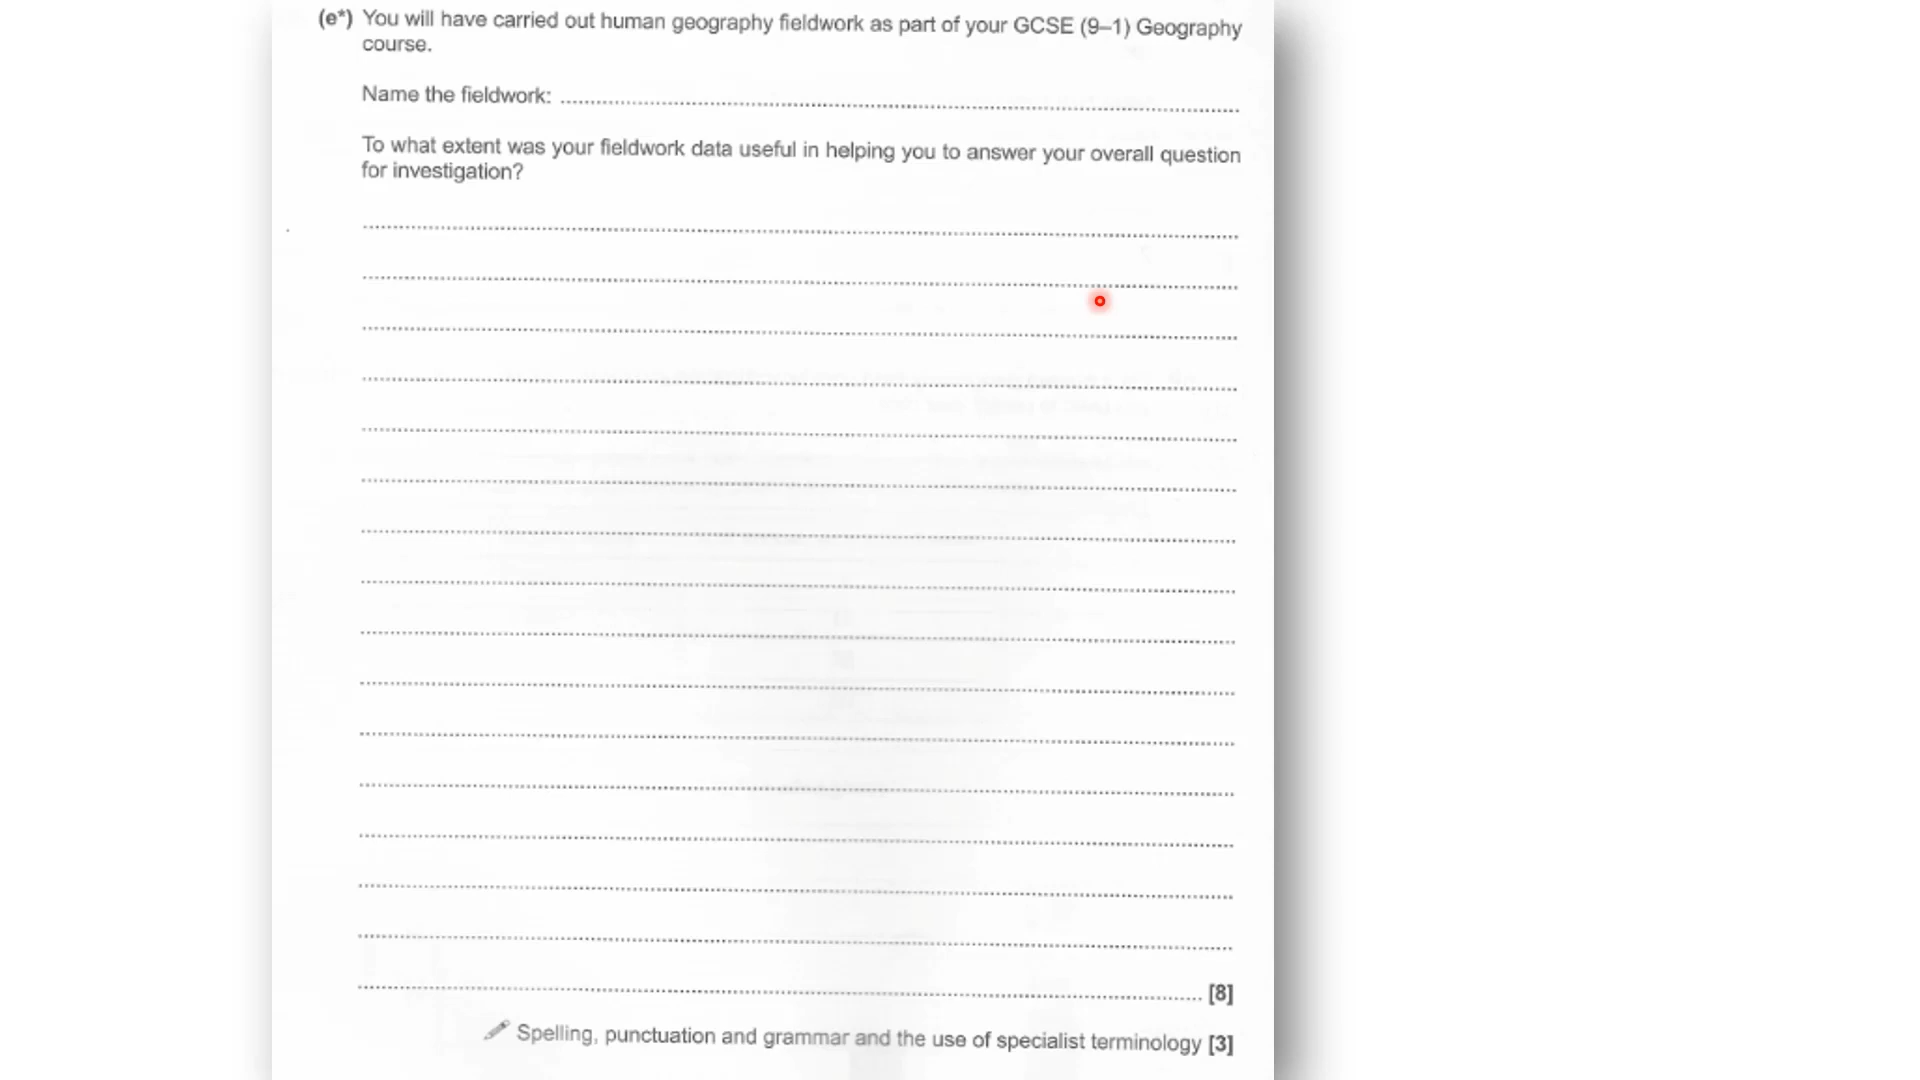 (e*) You will have carried out human geography fieldwork as part of your GCSE (9–1) Geography
course.
Name the fieldwork:
To what extent was your fieldwork data useful in helping you to answer your overall question
for investigation?
[8]
Spelling, punctuation and grammar and the use of specialist terminology [3]